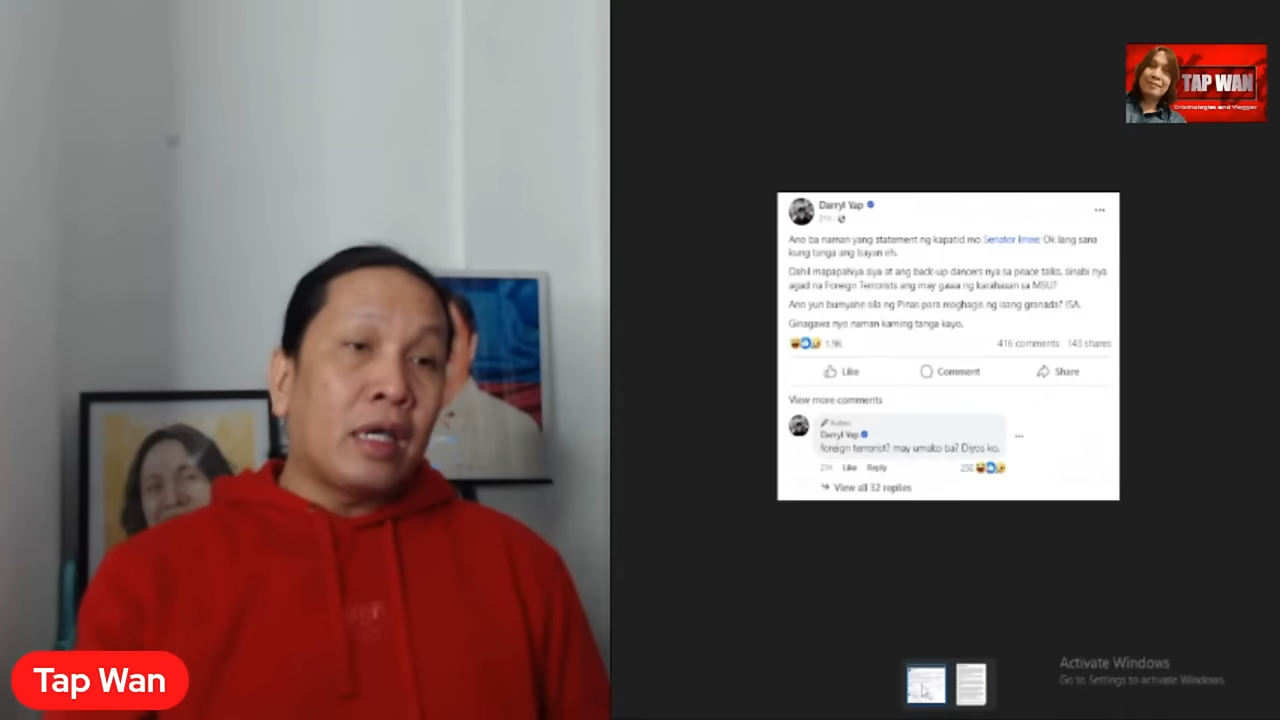 TAP WAN
Criminologist and Vlogger
Darryl Yap
21h
Ano ba naman yang statement ng kapatid mo Senator Imee: Ok lang sana
kung tanga ang bayan eh.
Dahil mapapahiya siya at ang back-up dancers nya sa peace talks, sinabi nya
agad na Foreign Terrorists ang may gawa ng karahasan sa MSU?
Ano yun bumyahe sila ng Pinas para maghagis ng isang granada? ISA.
Ginagawa nyo naman kaming tanga kayo.
1.9K
416 comments 143 shares
Like Comment Share
View more comments
Author
Darryl Yap
foreign terrorist? may umako ba? Diyos ko.
21h Like Reply
View all 32 replies
Tap Wan
Activate Windows
Go to Settings to activate Windows.